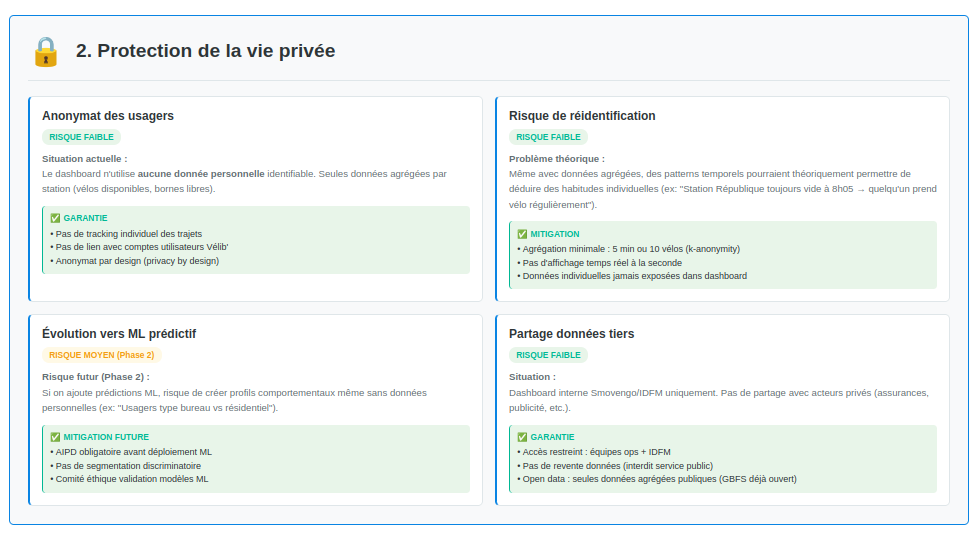 2. Protection de la vie privée
Anonymat des usagers
RISQUE FAIBLE
Situation actuelle :
Le dashboard n'utilise aucune donnée personnelle identifiable. Seules données agrégées par
station (vélos disponibles, bornes libres).
✅ GARANTIE
• Pas de tracking individuel des trajets
• Pas de lien avec comptes utilisateurs Vélib'
• Anonymat par design (privacy by design)
Risque de réidentification
RISQUE FAIBLE
Problème théorique :
Même avec données agrégées, des patterns temporels pourraient théoriquement permettre de
déduire des habitudes individuelles (ex: "Station République toujours vide à 8h05 → quelqu'un prend
vélo régulièrement").
✅ MITIGATION
• Agrégation minimale : 5 min ou 10 vélos (k-anonymity)
• Pas d'affichage temps réel à la seconde
• Données individuelles jamais exposées dans dashboard
Évolution vers ML prédictif
RISQUE MOYEN (Phase 2)
Risque futur (Phase 2) :
Si on ajoute prédictions ML, risque de créer profils comportementaux même sans données
personnelles (ex: "Usagers type bureau vs résidentiel").
✅ MITIGATION FUTURE
• AIPD obligatoire avant déploiement ML
• Pas de segmentation discriminatoire
• Comité éthique validation modèles ML
Partage données tiers
RISQUE FAIBLE
Situation :
Dashboard interne Smovengo/IDFM uniquement. Pas de partage avec acteurs privés (assurances,
publicité, etc.).
✅ GARANTIE
• Accès restreint : équipes ops + IDFM
• Pas de revente données (interdit service public)
• Open data : seules données agrégées publiques (GBFS déjà ouvert)